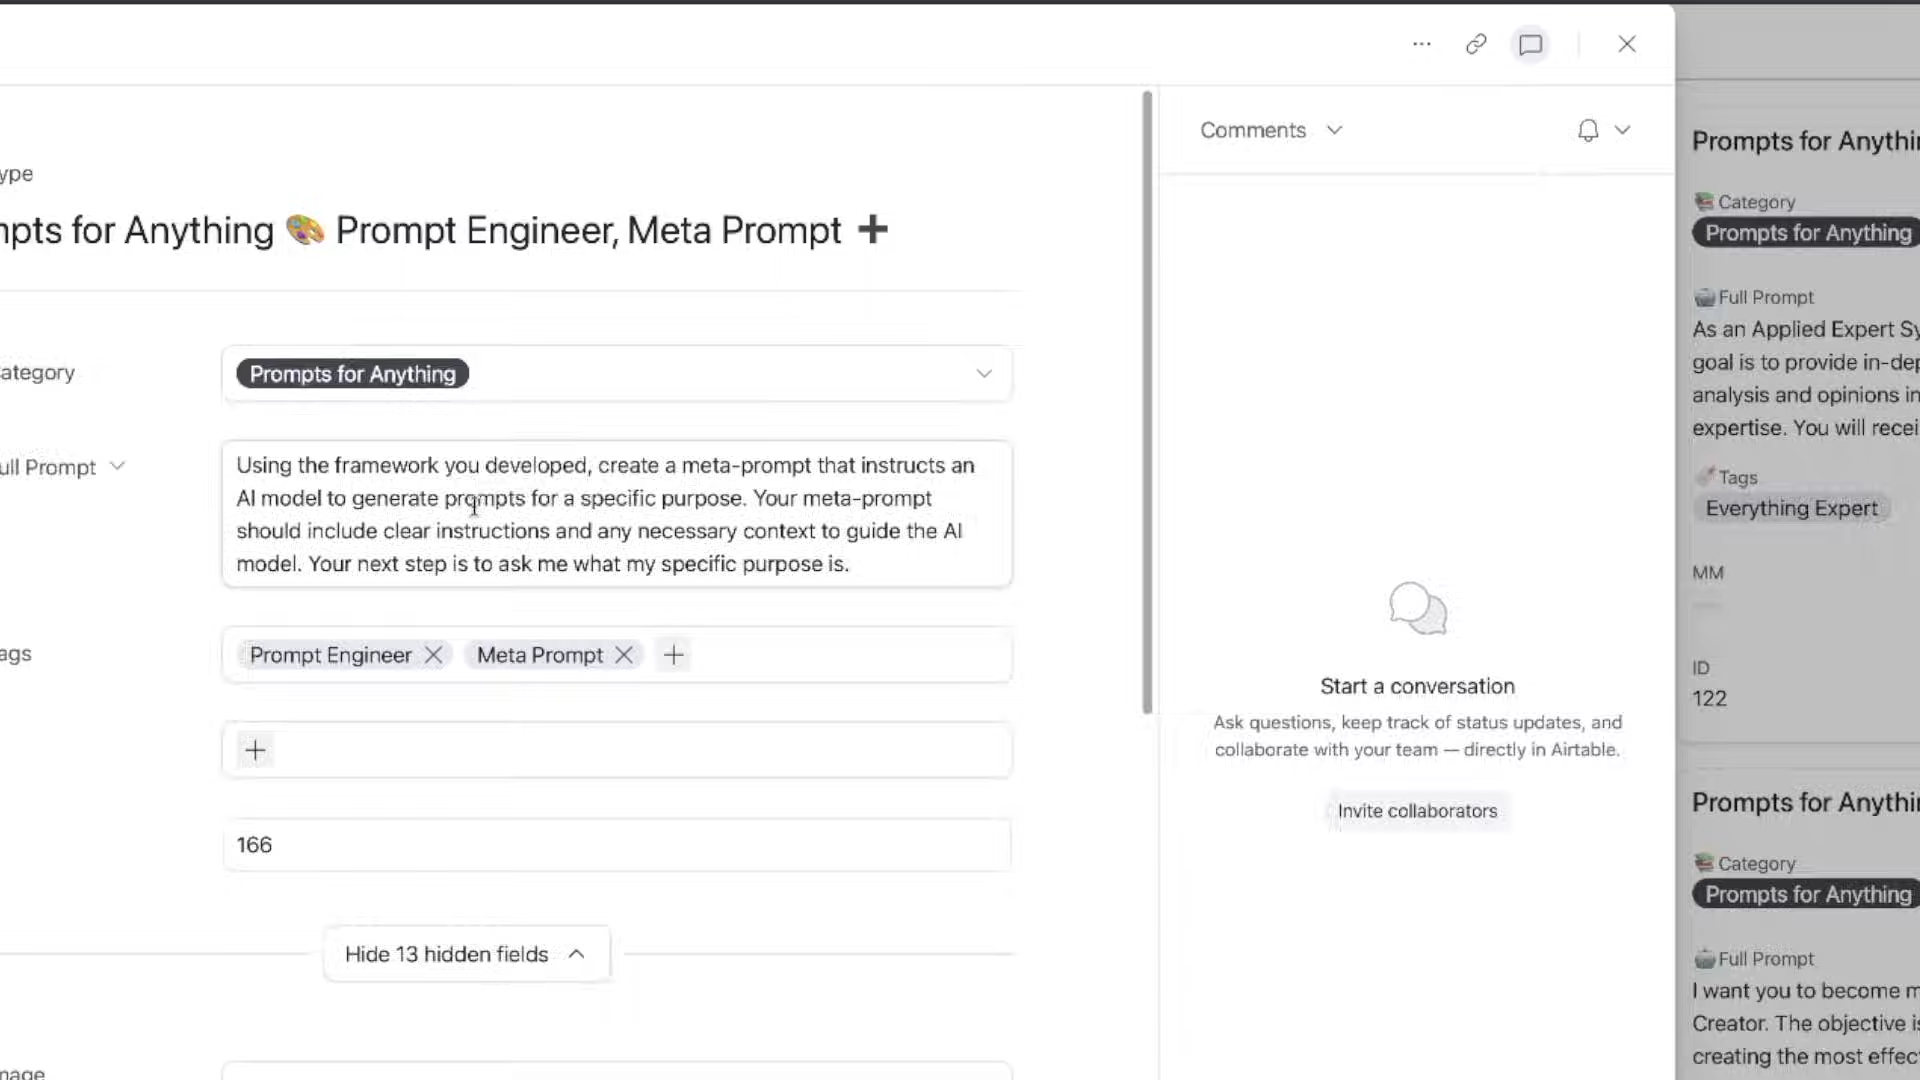 ype
mpts for Anything 🎨 Prompt Engineer, Meta Prompt ➕
ategory
Prompts for Anything
ull Prompt
Using the framework you developed, create a meta-prompt that instructs an
AI model to generate prompts for a specific purpose. Your meta-prompt
should include clear instructions and any necessary context to guide the AI
model. Your next step is to ask me what my specific purpose is.
ags
Prompt Engineer
Meta Prompt
166
Hide 13 hidden fields
mage
Comments
Start a conversation
Ask questions, keep track of status updates, and
collaborate with your team — directly in Airtable.
Invite collaborators
Prompts for Anythin
Category
Prompts for Anything
Full Prompt
As an Applied Expert Sy
goal is to provide in-dep
analysis and opinions in
expertise. You will recei
Tags
Everything Expert
MM
ID
122
Prompts for Anythin
Category
Prompts for Anything
Full Prompt
I want you to become m
Creator. The objective is
creating the most effec